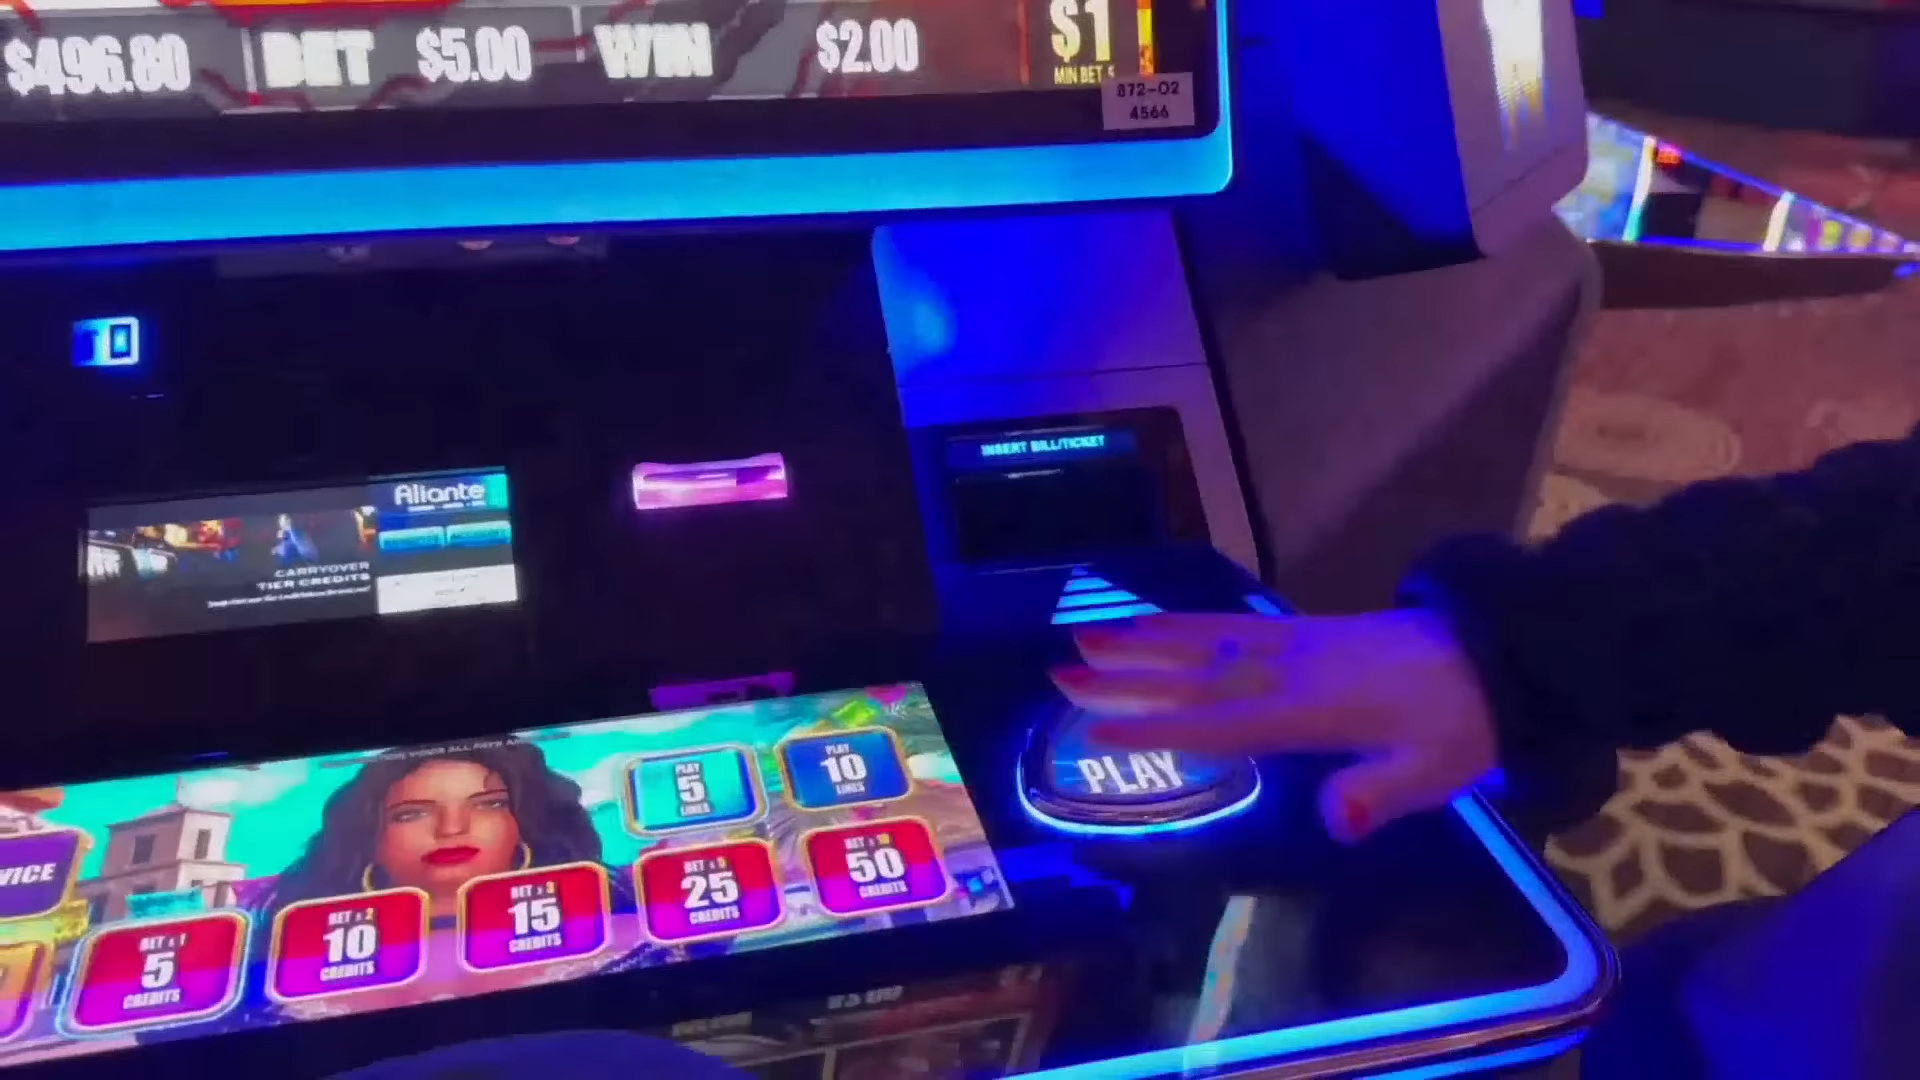 $496.80 BET $5.00 WIN $2.00 $1
MIN BET 5
872-02
4566
INSERT BILL/TICKET
Aliante
CARRYOVER
TIER CREDITS
PLAY
5
LINES
PLAY
10
LINES
VICE
BET x 1
5
CREDITS
BET x 2
10
CREDITS
BET x 3
15
CREDITS
BET x 5
25
CREDITS
BET x 10
50
CREDITS
PLAY